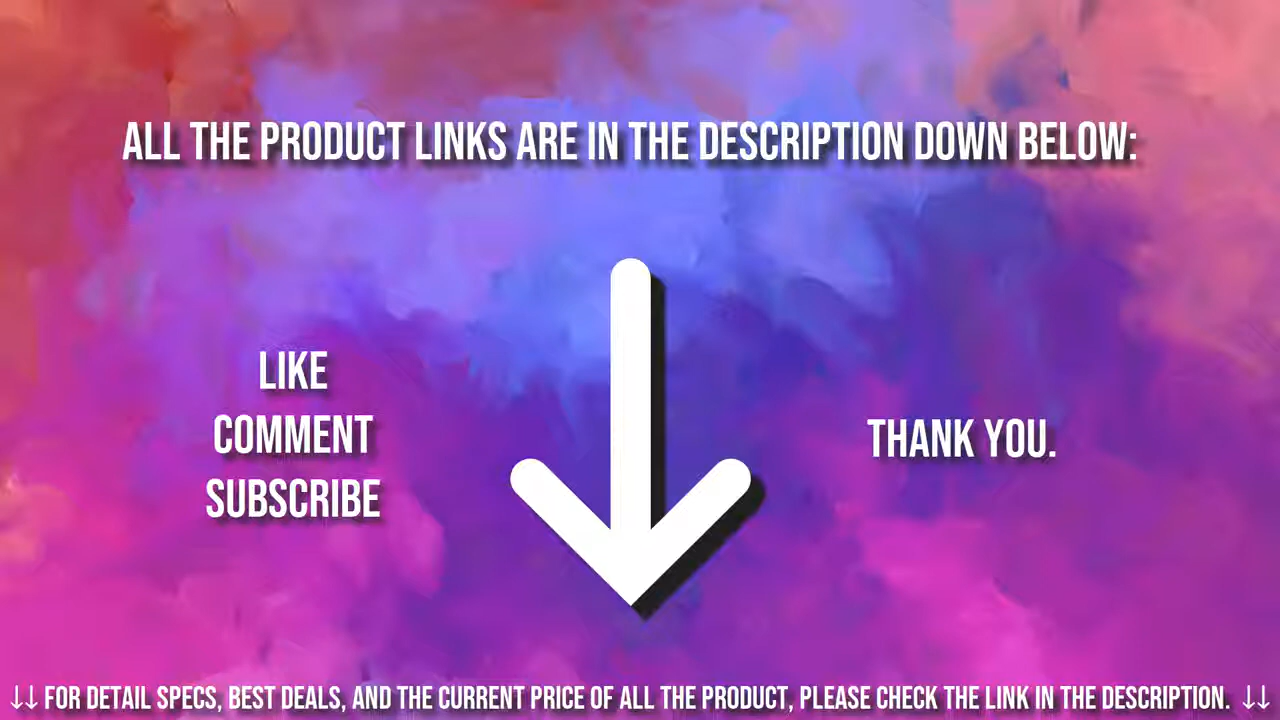 ALL THE PRODUCT LINKS ARE IN THE DESCRIPTION DOWN BELOW:
LIKE
COMMENT
SUBSCRIBE
THANK YOU.
↓↓ FOR DETAIL SPECS, BEST DEALS, AND THE CURRENT PRICE OF ALL THE PRODUCT, PLEASE CHECK THE LINK IN THE DESCRIPTION. ↓↓